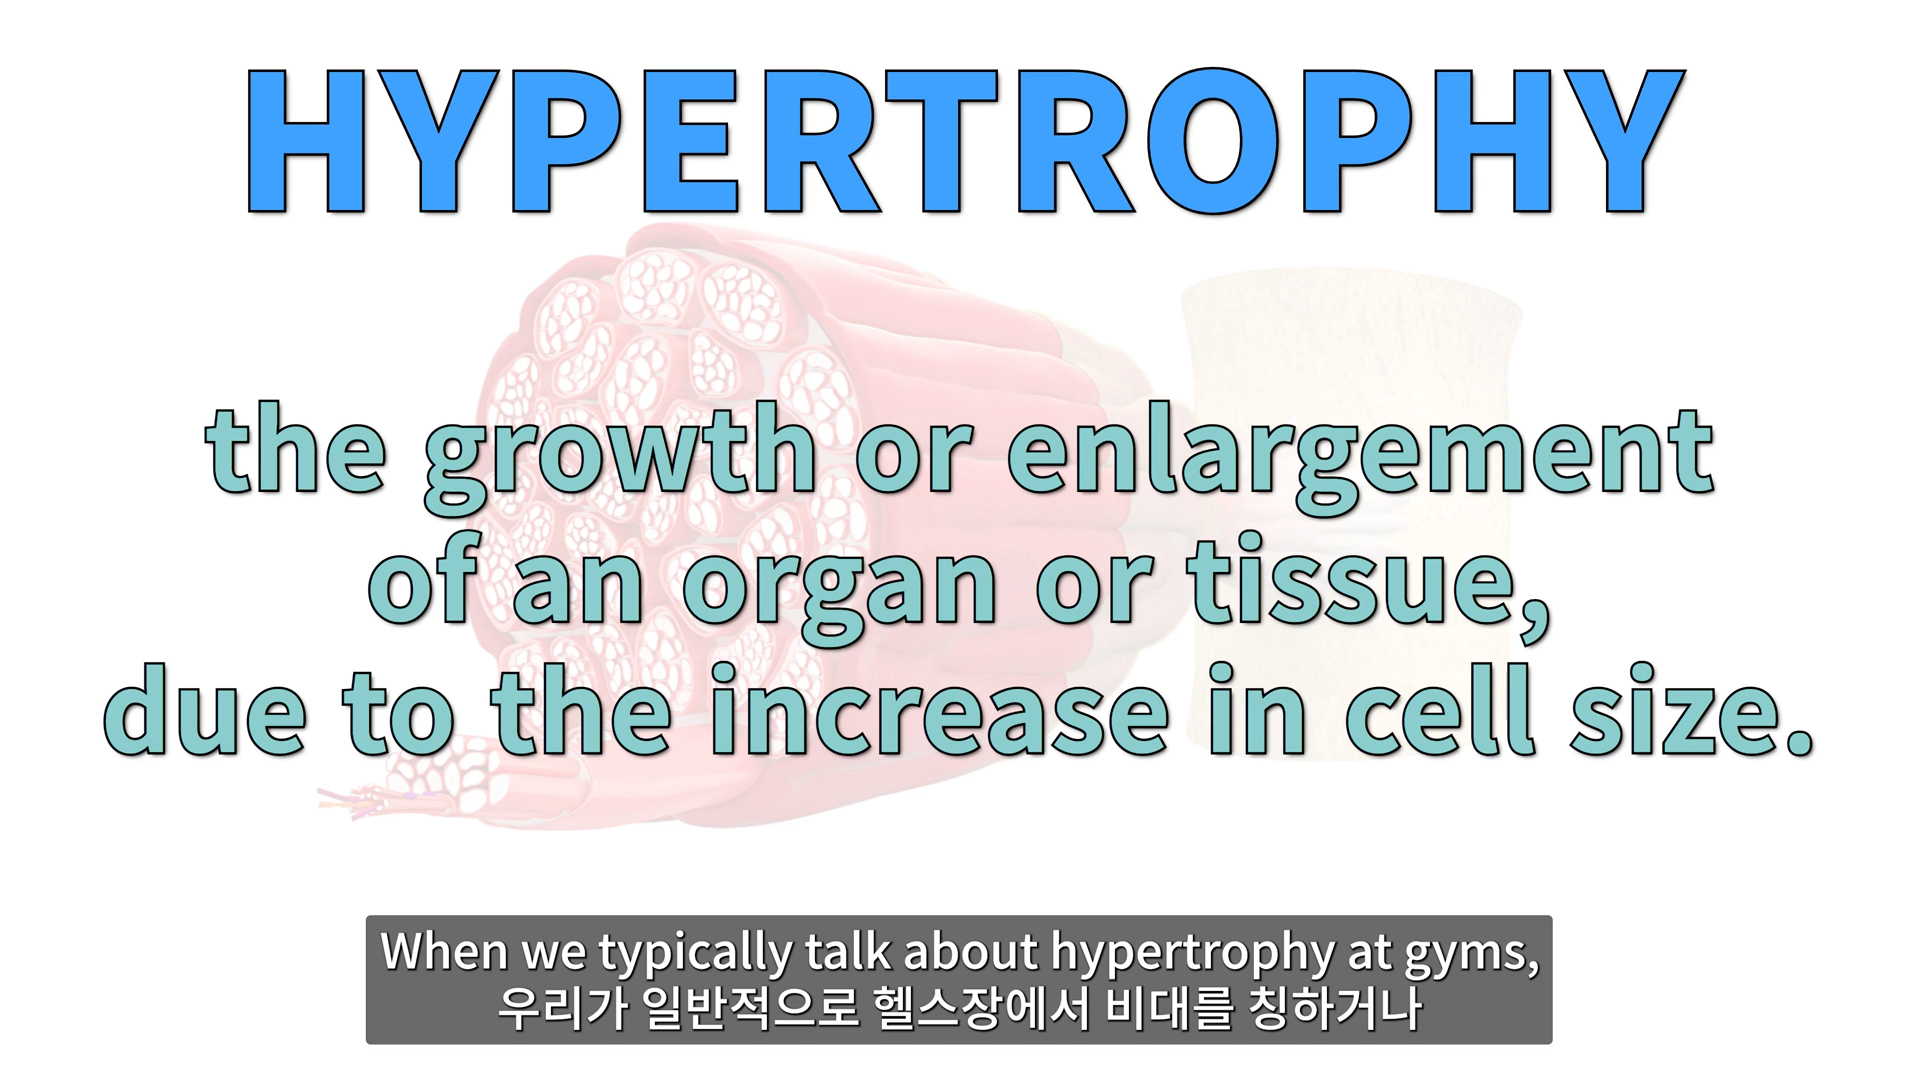 HYPERTROPHY
the growth or enlargement
of an organ or tissue,
due to the increase in cell size.
When we typically talk about hypertrophy at gyms,
우리가 일반적으로 헬스장에서 비대를 칭하거나